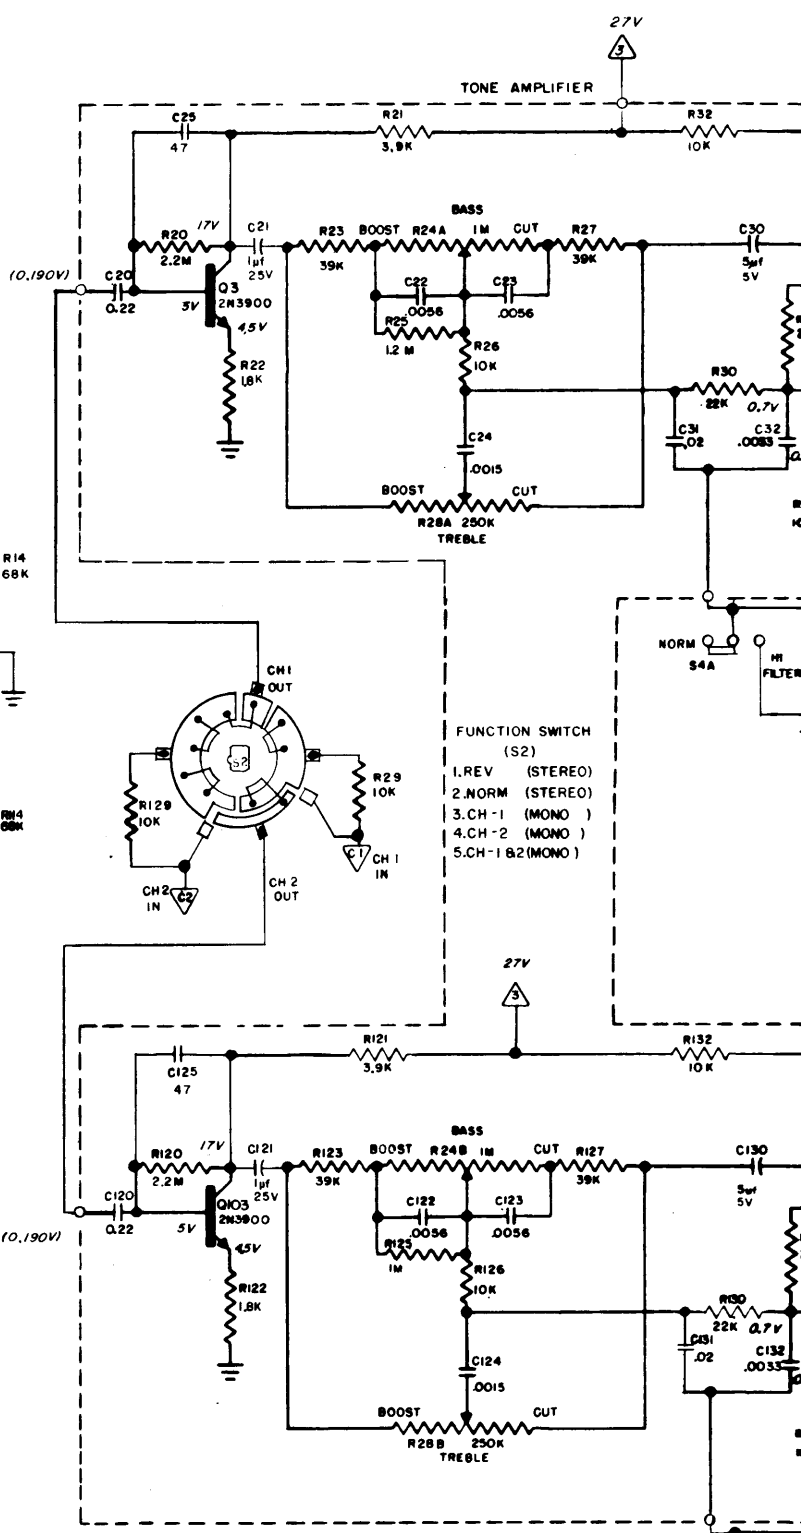 27V
3
TONE AMPLIFIER
C25
47
R21
3.9K
R32
10K
BASS
17V
C21
1µf
25V
R20
2.2M
R23
39K
BOOST R24A 1M CUT
R27
39K
C30
5µf
5V
(0.190V)
C20
0.22
Q3
2N3900
3V
4.5V
C22
.0056
C23
.0056
R25
1.2 M
R26
10K
R22
1.8K
R30
22K
0.7V
C31
.02
C32
.0033
C24
.0015
BOOST
CUT
R28A 250K
TREBLE
R14
68K
NORM
S4A
HI
FILTER
CH 1
OUT
S2
FUNCTION SWITCH
(S2)
1.REV (STEREO)
2.NORM (STEREO)
3.CH-1 (MONO )
4.CH-2 (MONO )
5.CH-1 &2(MONO )
R129
10K
R29
10K
R114
68K
C1
CH 1
IN
CH 2
IN
C2
CH 2
OUT
27V
3
R121
3.9K
R132
10K
C125
47
BASS
17V
C121
1µf
25V
R120
2.2M
R123
39K
BOOST R24B 1M CUT
R127
39K
C130
5µf
5V
C120
0.22
(0.190V)
Q103
2N3900
5V
4.5V
C122
.0056
C123
.0056
R125
1M
R126
10K
R122
1.8K
R130
22K
0.7V
C131
.02
C132
.0033
C124
.0015
BOOST
CUT
R28B 250K
TREBLE